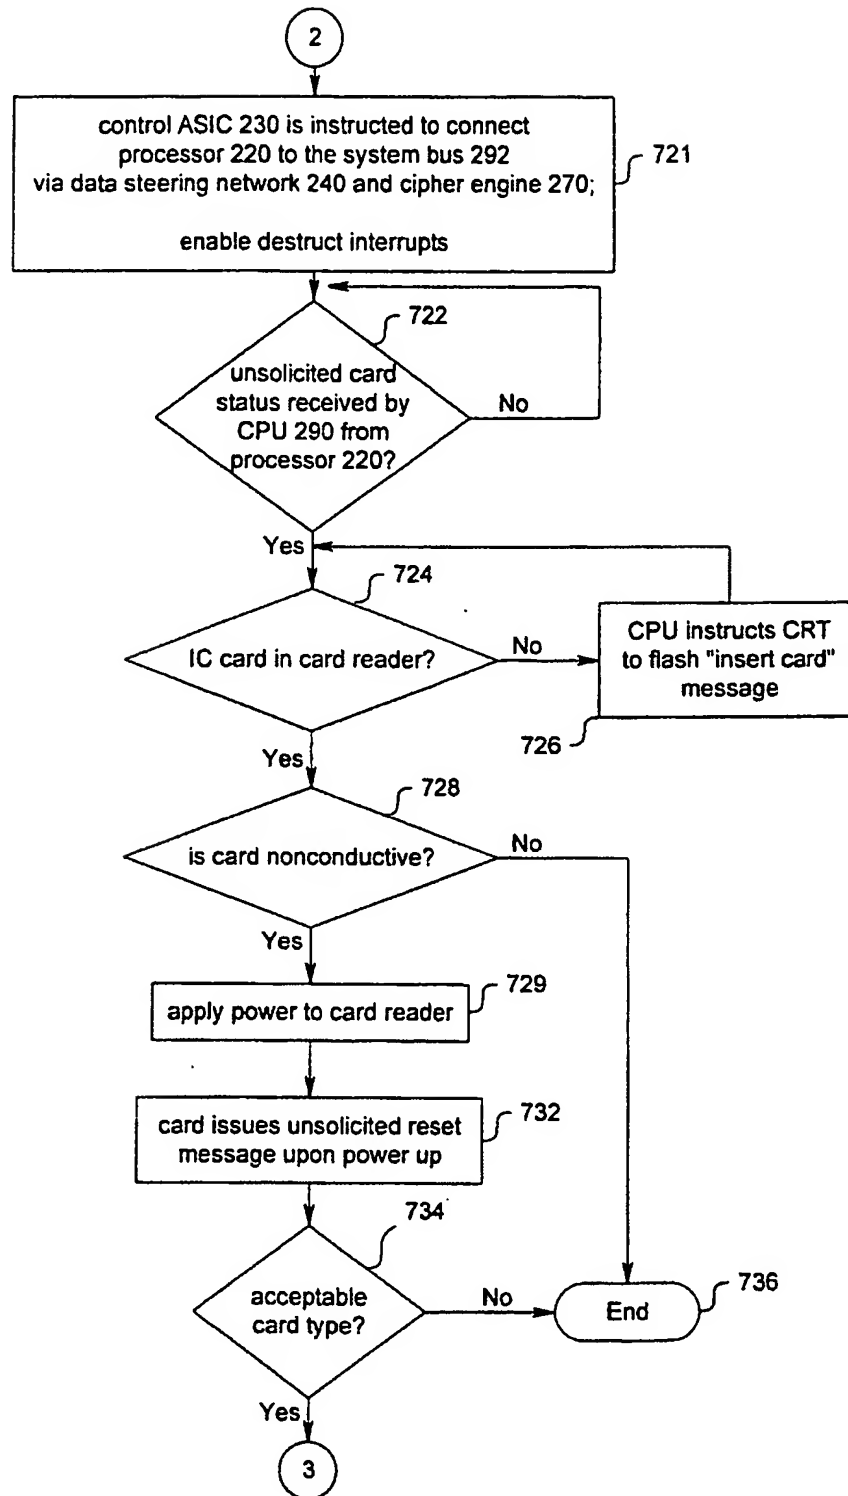 2
control ASIC 230 is instructed to connect
processor 220 to the system bus 292
via data steering network 240 and cipher engine 270;
enable destruct interrupts
721
722
unsolicited card
status received by
CPU 290 from
processor 220?
No
Yes
724
IC card in card reader?
No
CPU instructs CRT
to flash "insert card"
message
726
Yes
728
is card nonconductive?
No
Yes
apply power to card reader
729
card issues unsolicited reset
message upon power up
732
734
acceptable
card type?
No
End
736
Yes
3